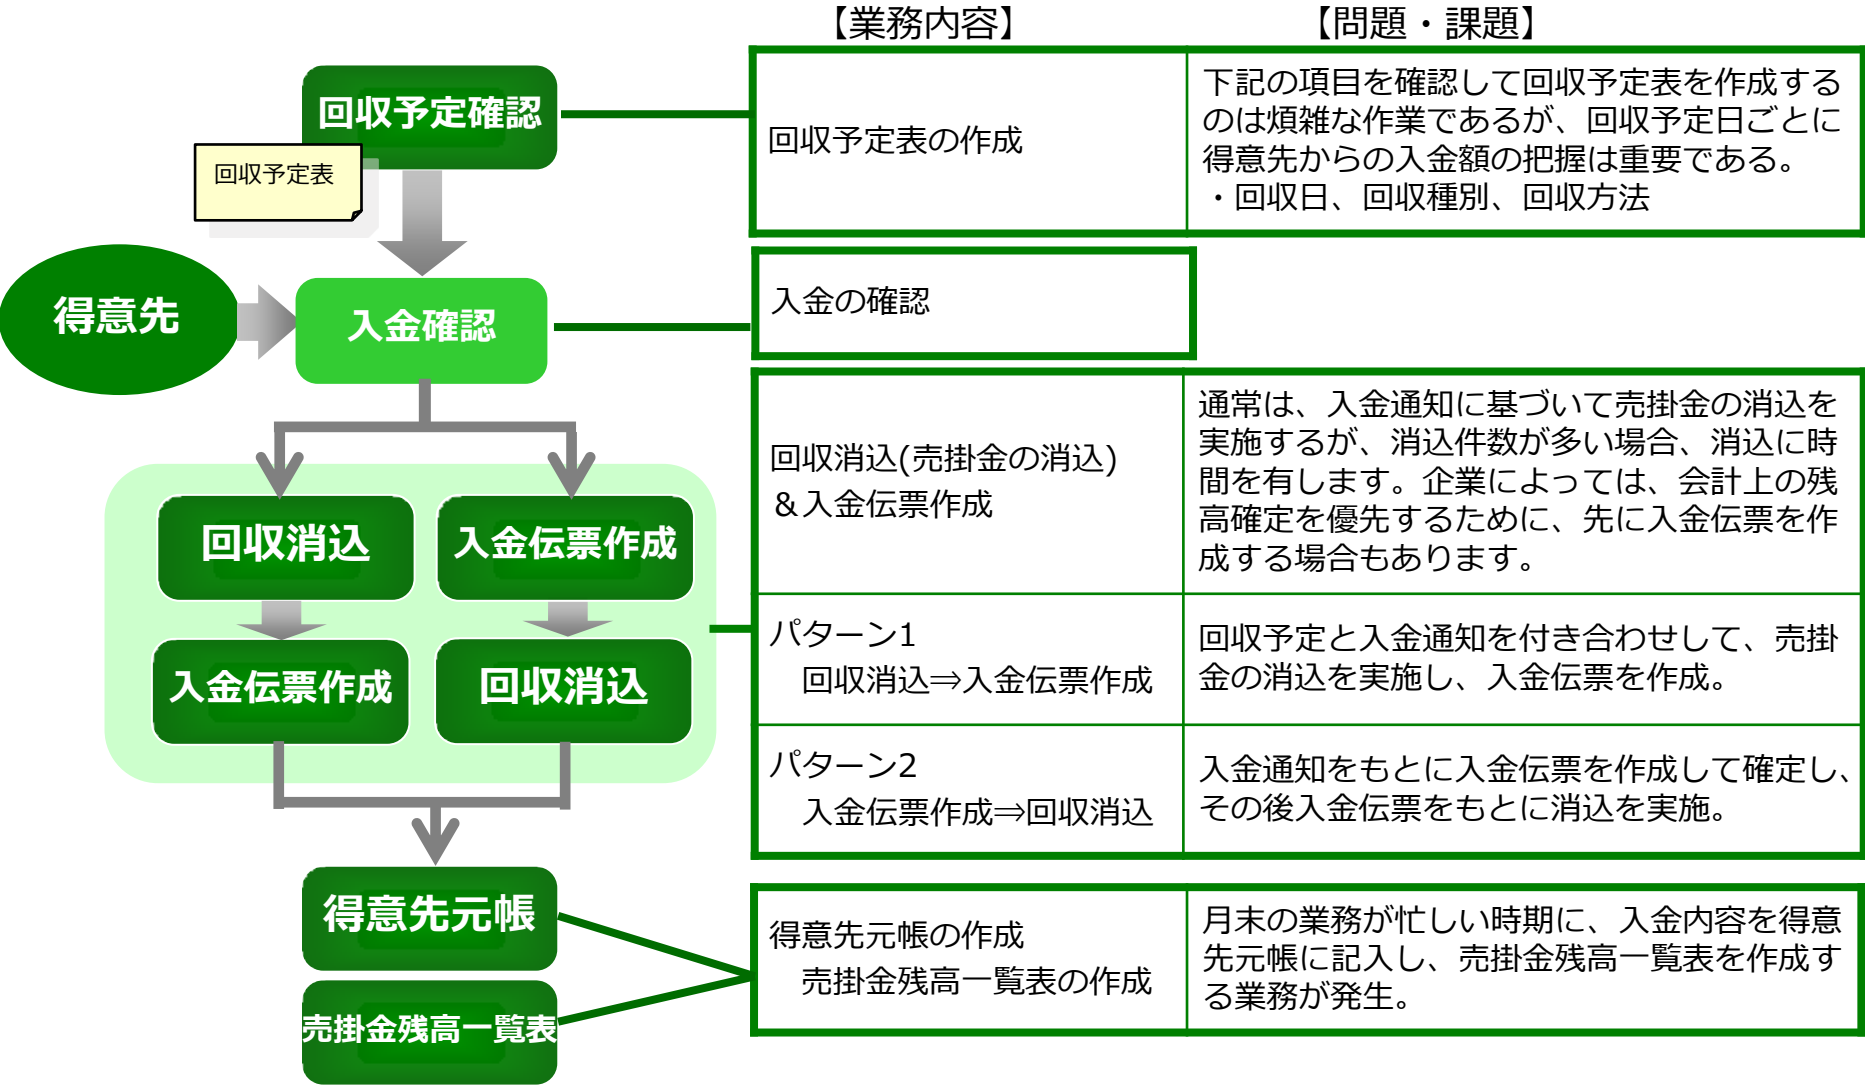 【業務内容】
【問題・課題】
回収予定確認
回収予定表
回収予定表の作成
下記の項目を確認して回収予定表を作成する
のは煩雑な作業であるが、回収予定日ごとに
得意先からの入金額の把握は重要である。
・回収日、回収種別、回収方法
得意先
入金確認
入金の確認
回収消込
入金伝票作成
入金伝票作成
回収消込
回収消込(売掛金の消込)
＆入金伝票作成
通常は、入金通知に基づいて売掛金の消込を
実施するが、消込件数が多い場合、消込に時
間を有します。企業によっては、会計上の残
高確定を優先するために、先に入金伝票を作
成する場合もあります。
パターン1
回収消込⇒入金伝票作成
回収予定と入金通知を付き合わせして、売掛
金の消込を実施し、入金伝票を作成。
パターン2
入金伝票作成⇒回収消込
入金通知をもとに入金伝票を作成して確定し、
その後入金伝票をもとに消込を実施。
得意先元帳
売掛金残高一覧表
得意先元帳の作成
売掛金残高一覧表の作成
月末の業務が忙しい時期に、入金内容を得意
先元帳に記入し、売掛金残高一覧表を作成す
る業務が発生。